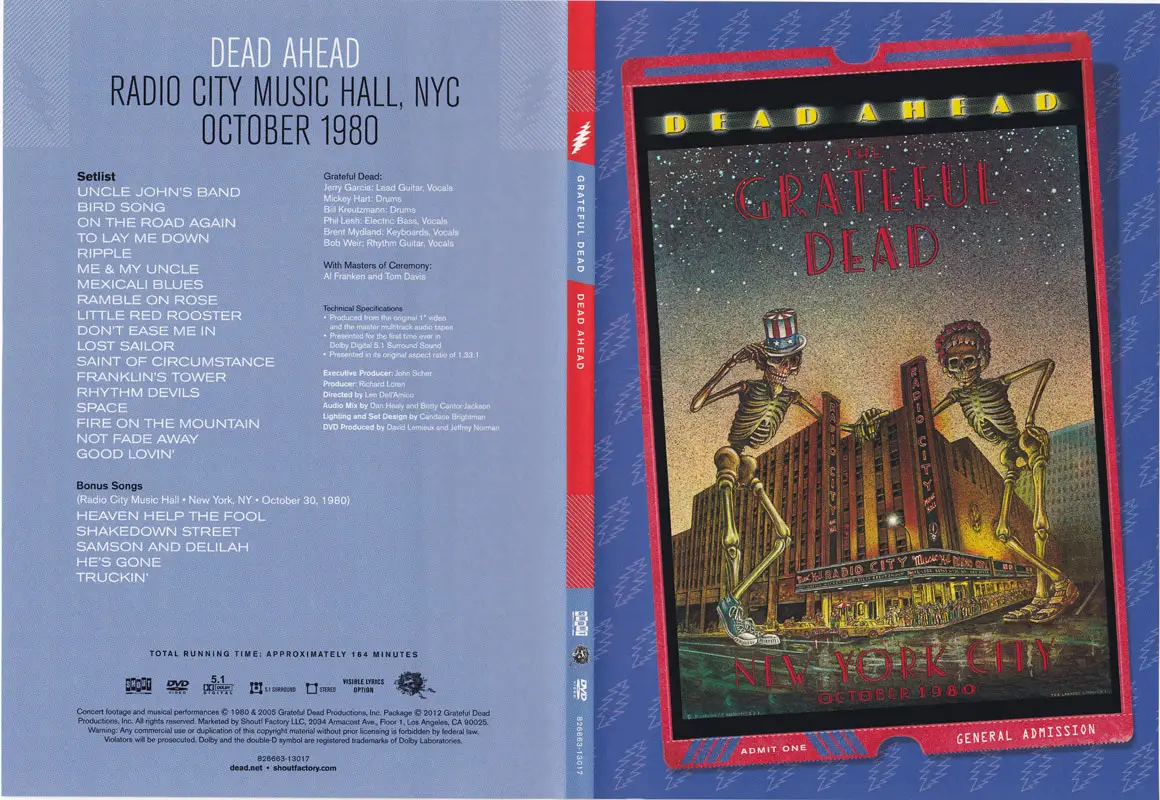 DEAD AHEAD
RADIO CITY MUSIC HALL, NYC
OCTOBER 1980
Setlist
UNCLE JOHN'S BAND
BIRD SONG
ON THE ROAD AGAIN
TO LAY ME DOWN
RIPPLE
ME & MY UNCLE
MEXICALI BLUES
RAMBLE ON ROSE
LITTLE RED ROOSTER
DON'T EASE ME IN
LOST SAILOR
SAINT OF CIRCUMSTANCE
FRANKLIN'S TOWER
RHYTHM DEVILS
SPACE
FIRE ON THE MOUNTAIN
NOT FADE AWAY
GOOD LOVIN'
Bonus Songs
(Radio City Music Hall • New York, NY • October 30, 1980)
HEAVEN HELP THE FOOL
SHAKEDOWN STREET
SAMSON AND DELILAH
HE'S GONE
TRUCKIN'
Grateful Dead:
Jerry Garcia: Lead Guitar, Vocals
Mickey Hart: Drums
Bill Kreutzmann: Drums
Phil Lesh: Electric Bass, Vocals
Brent Mydland: Keyboards, Vocals
Bob Weir: Rhythm Guitar, Vocals
With Masters of Ceremony:
Al Franken and Tom Davis
Technical Specifications
• Produced from the original 1" video
and the master multitrack audio tapes
• Presented for the first time ever in
Dolby Digital 5.1 Surround Sound
• Presented in its original aspect ratio of 1.33:1
Executive Producer: John Scher
Producer: Richard Loren
Directed by Len Dell'Amico
Audio Mix by Dan Healy and Betty Cantor-Jackson
Lighting and Set Design by Candace Brightman
DVD Produced by David Lemieux and Jeffrey Norman
TOTAL RUNNING TIME: APPROXIMATELY 164 MINUTES
SHOUT
DVD
VIDEO
5.1
DOLBY
DIGITAL
5.1 SURROUND
STEREO
VISIBLE LYRICS
OPTION
Concert footage and musical performances © 1980 & 2005 Grateful Dead Productions, Inc. Package © 2012 Grateful Dead
Productions, Inc. All rights reserved. Marketed by Shout! Factory LLC, 2034 Armacost Ave., Floor 1, Los Angeles, CA 90025.
Warning: Any commercial use or duplication of this copyright material without prior licensing is forbidden by federal law.
Violators will be prosecuted. Dolby and the double-D symbol are registered trademarks of Dolby Laboratories.
826663-13017
dead.net • shoutfactory.com
GRATEFUL DEAD
DEAD AHEAD
SHOUT
DVD
826663-13017
DEAD AHEAD
THE
GRATEFUL
DEAD
RADIO CITY
RADIO CITY
RADIO CITY Music Hall
NEW YORK CITY
OCTOBER 1980
ADMIT ONE
GENERAL ADMISSION